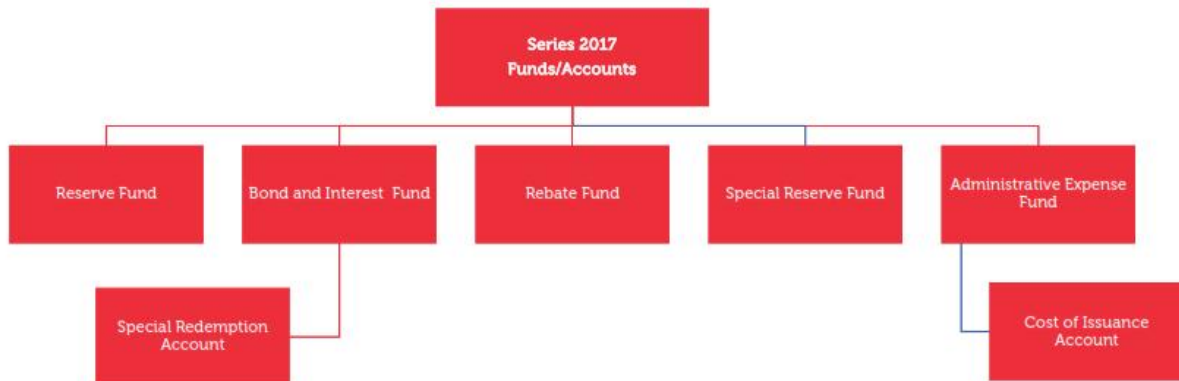 Series 2017
Funds/Accounts
Reserve Fund
Bond and Interest Fund
Rebate Fund
Special Reserve Fund
Administrative Expense
Fund
Special Redemption
Account
Cost of Issuance
Account